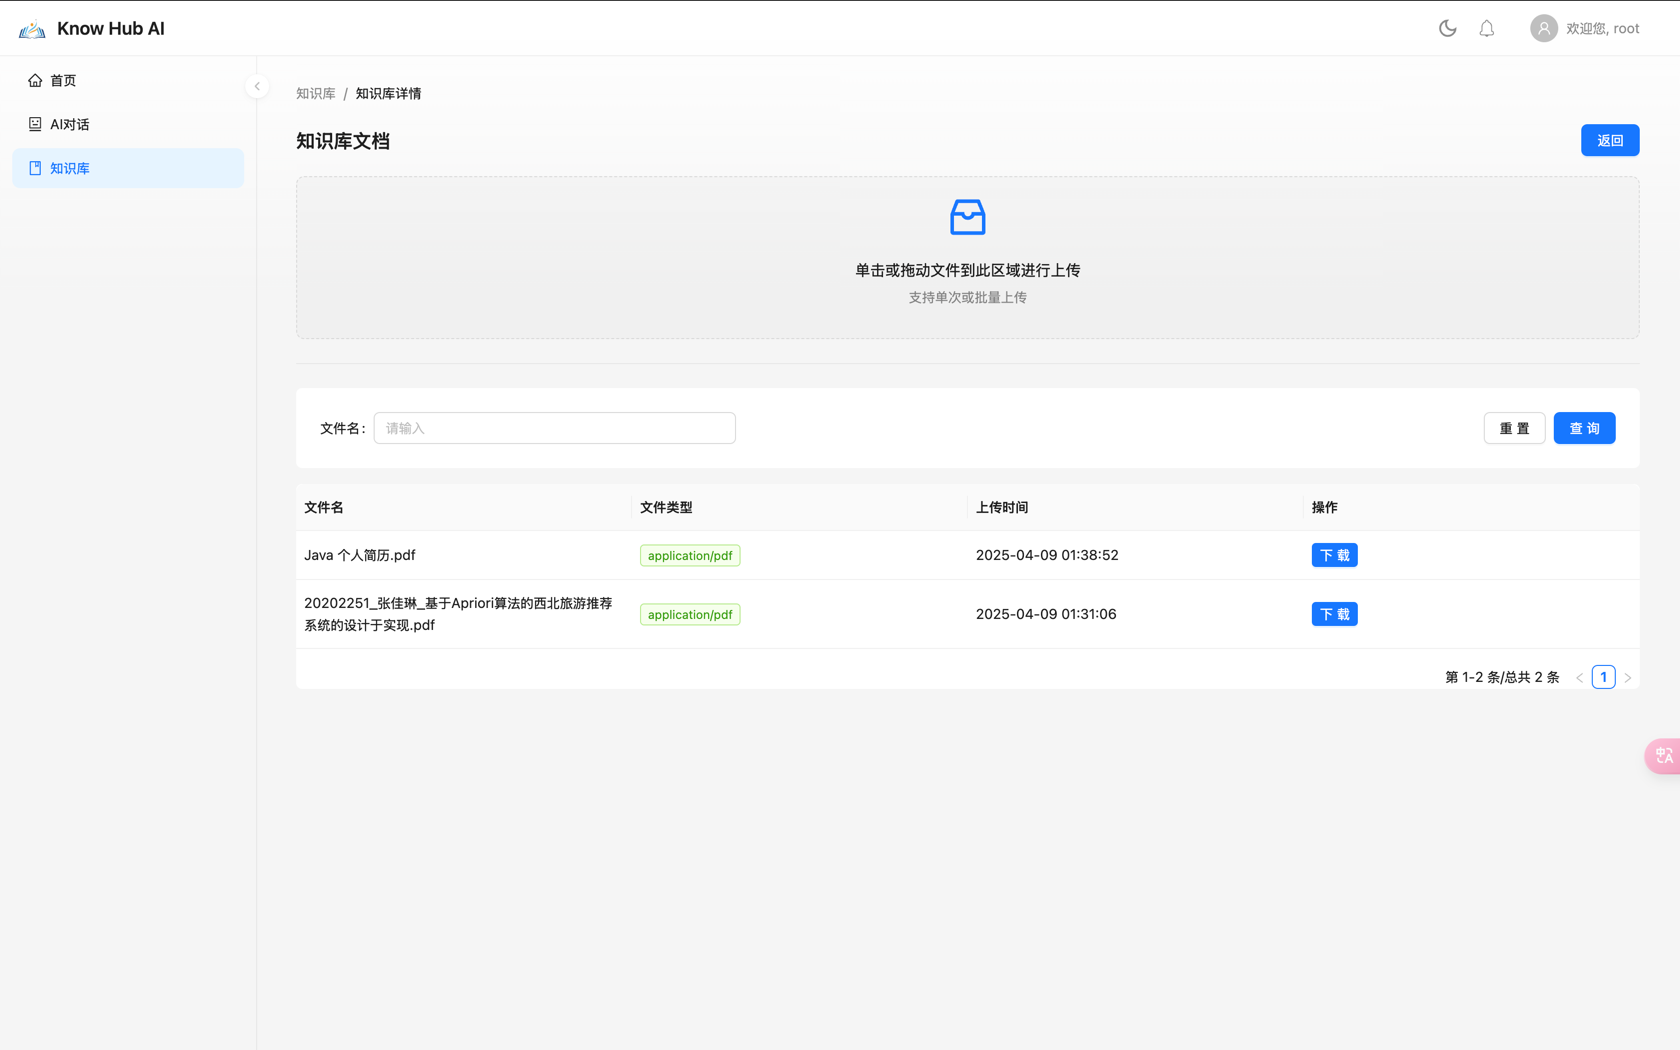 Know Hub AI
欢迎您, root
首页
AI对话
知识库
知识库 / 知识库详情
知识库文档
返回
单击或拖动文件到此区域进行上传
支持单次或批量上传
文件名:
请输入
重 置
查 询
文件名 文件类型 上传时间 操作
Java 个人简历.pdf application/pdf 2025-04-09 01:38:52 下 载
20202251_张佳琳_基于Apriori算法的西北旅游推荐
系统的设计于实现.pdf
application/pdf 2025-04-09 01:31:06 下 载
第 1-2 条/总共 2 条 < 1 >
中 A